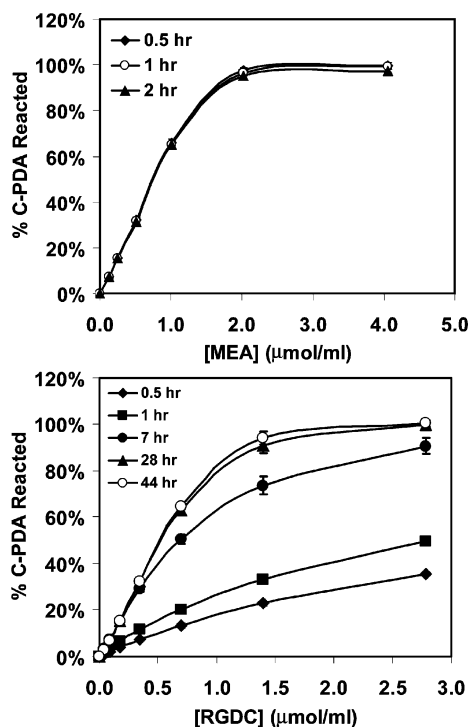 120%
100%
80%
60%
40%
20%
0%
% C-PDA Reacted
0.5 hr
1 hr
2 hr
0.0 1.0 2.0 3.0 4.0 5.0
[MEA] (μmol/ml)
120%
100%
80%
60%
40%
20%
0%
% C-PDA Reacted
0.5 hr
1 hr
7 hr
28 hr
44 hr
0.0 0.5 1.0 1.5 2.0 2.5 3.0
[RGDC] (μmol/ml)